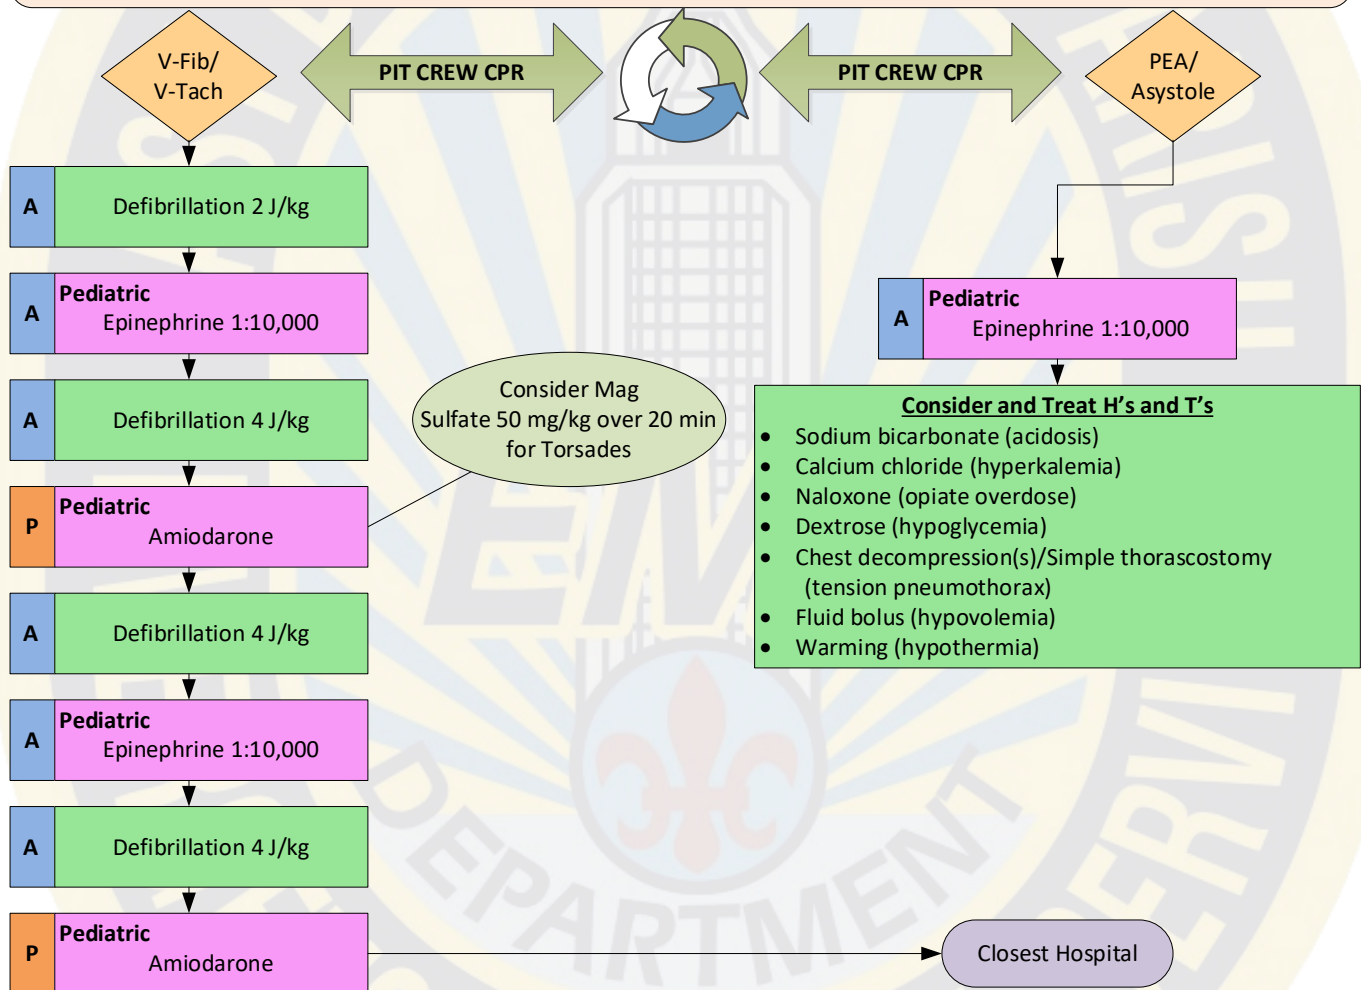 V-Fib/
V-Tach
PIT CREW CPR
PIT CREW CPR
PEA/
Asystole
A
Defibrillation 2 J/kg
A
Pediatric
Epinephrine 1:10,000
A
Defibrillation 4 J/kg
Consider Mag
Sulfate 50 mg/kg over 20 min
for Torsades
P
Pediatric
Amiodarone
A
Defibrillation 4 J/kg
A
Pediatric
Epinephrine 1:10,000
A
Defibrillation 4 J/kg
P
Pediatric
Amiodarone
A
Pediatric
Epinephrine 1:10,000
Consider and Treat H’s and T’s
• Sodium bicarbonate (acidosis)
• Calcium chloride (hyperkalemia)
• Naloxone (opiate overdose)
• Dextrose (hypoglycemia)
• Chest decompression(s)/Simple thorascostomy
(tension pneumothorax)
• Fluid bolus (hypovolemia)
• Warming (hypothermia)
Closest Hospital
DEPARTMENT